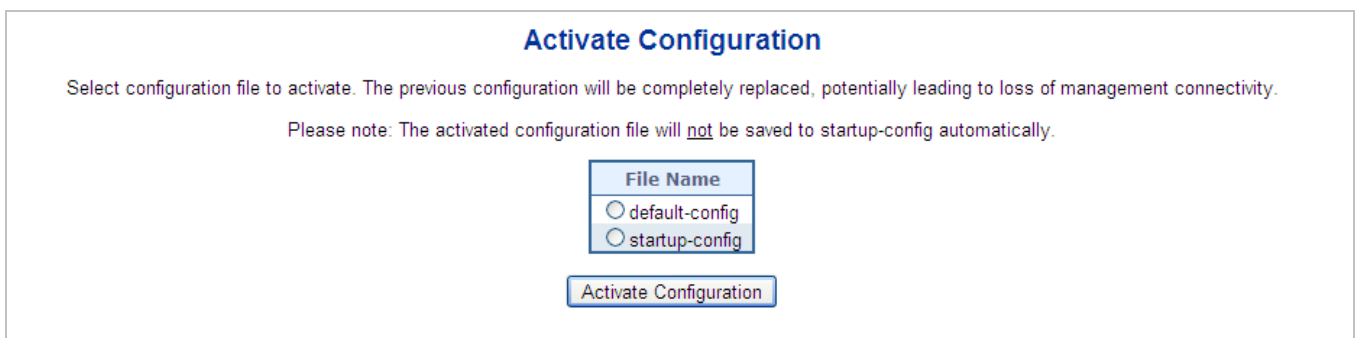 Activate Configuration
Select configuration file to activate. The previous configuration will be completely replaced, potentially leading to loss of management connectivity.
Please note: The activated configuration file will not be saved to startup-config automatically.
File Name
default-config
startup-config
Activate Configuration